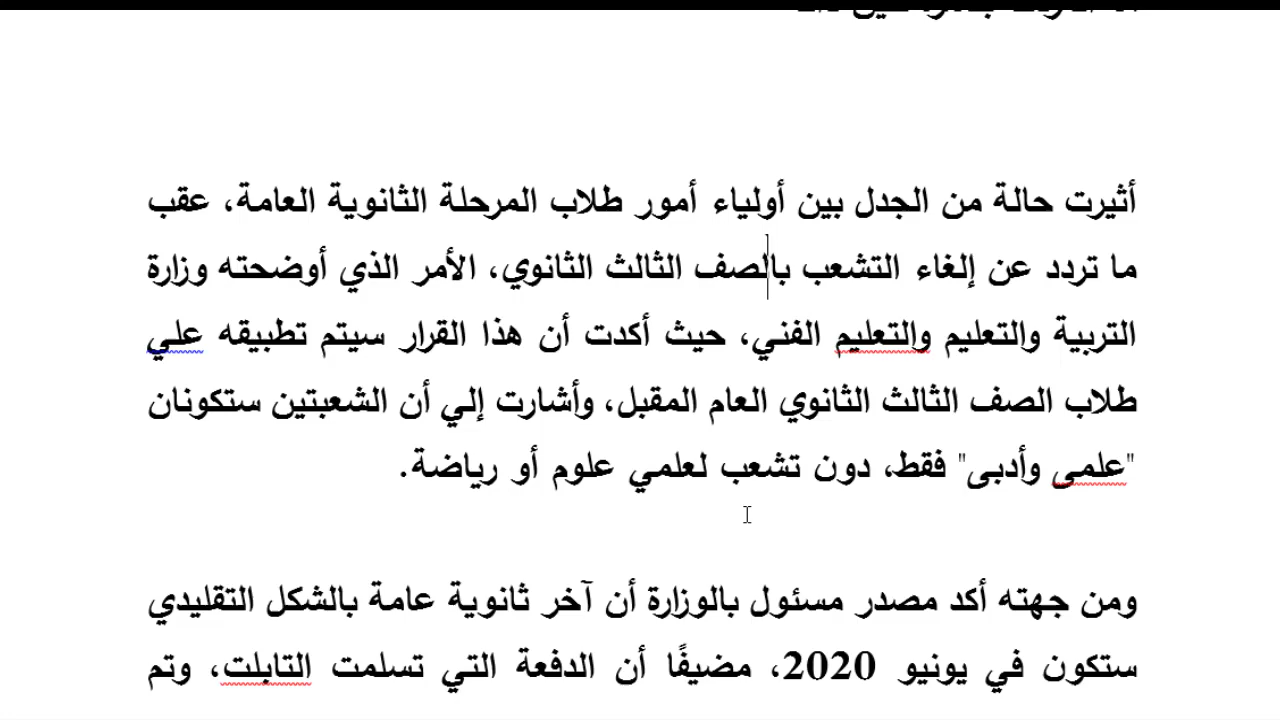 أثيرت حالة من الجدل بين أولياء أمور طلاب المرحلة الثانوية العامة، عقب
ما تردد عن إلغاء التشعب بالصف الثالث الثانوي، الأمر الذي أوضحته وزارة
التربية والتعليم والتعليم الفني، حيث أكدت أن هذا القرار سيتم تطبيقه علي
طلاب الصف الثالث الثانوي العام المقبل، وأشارت إلي أن الشعبتين ستكونان
"علمى وأدبى" فقط، دون تشعب لعلمي علوم أو رياضة.
ومن جهته أكد مصدر مسئول بالوزارة أن آخر ثانوية عامة بالشكل التقليدي
ستكون في يونيو 2020، مضيفًا أن الدفعة التي تسلمت التابلت، وتم